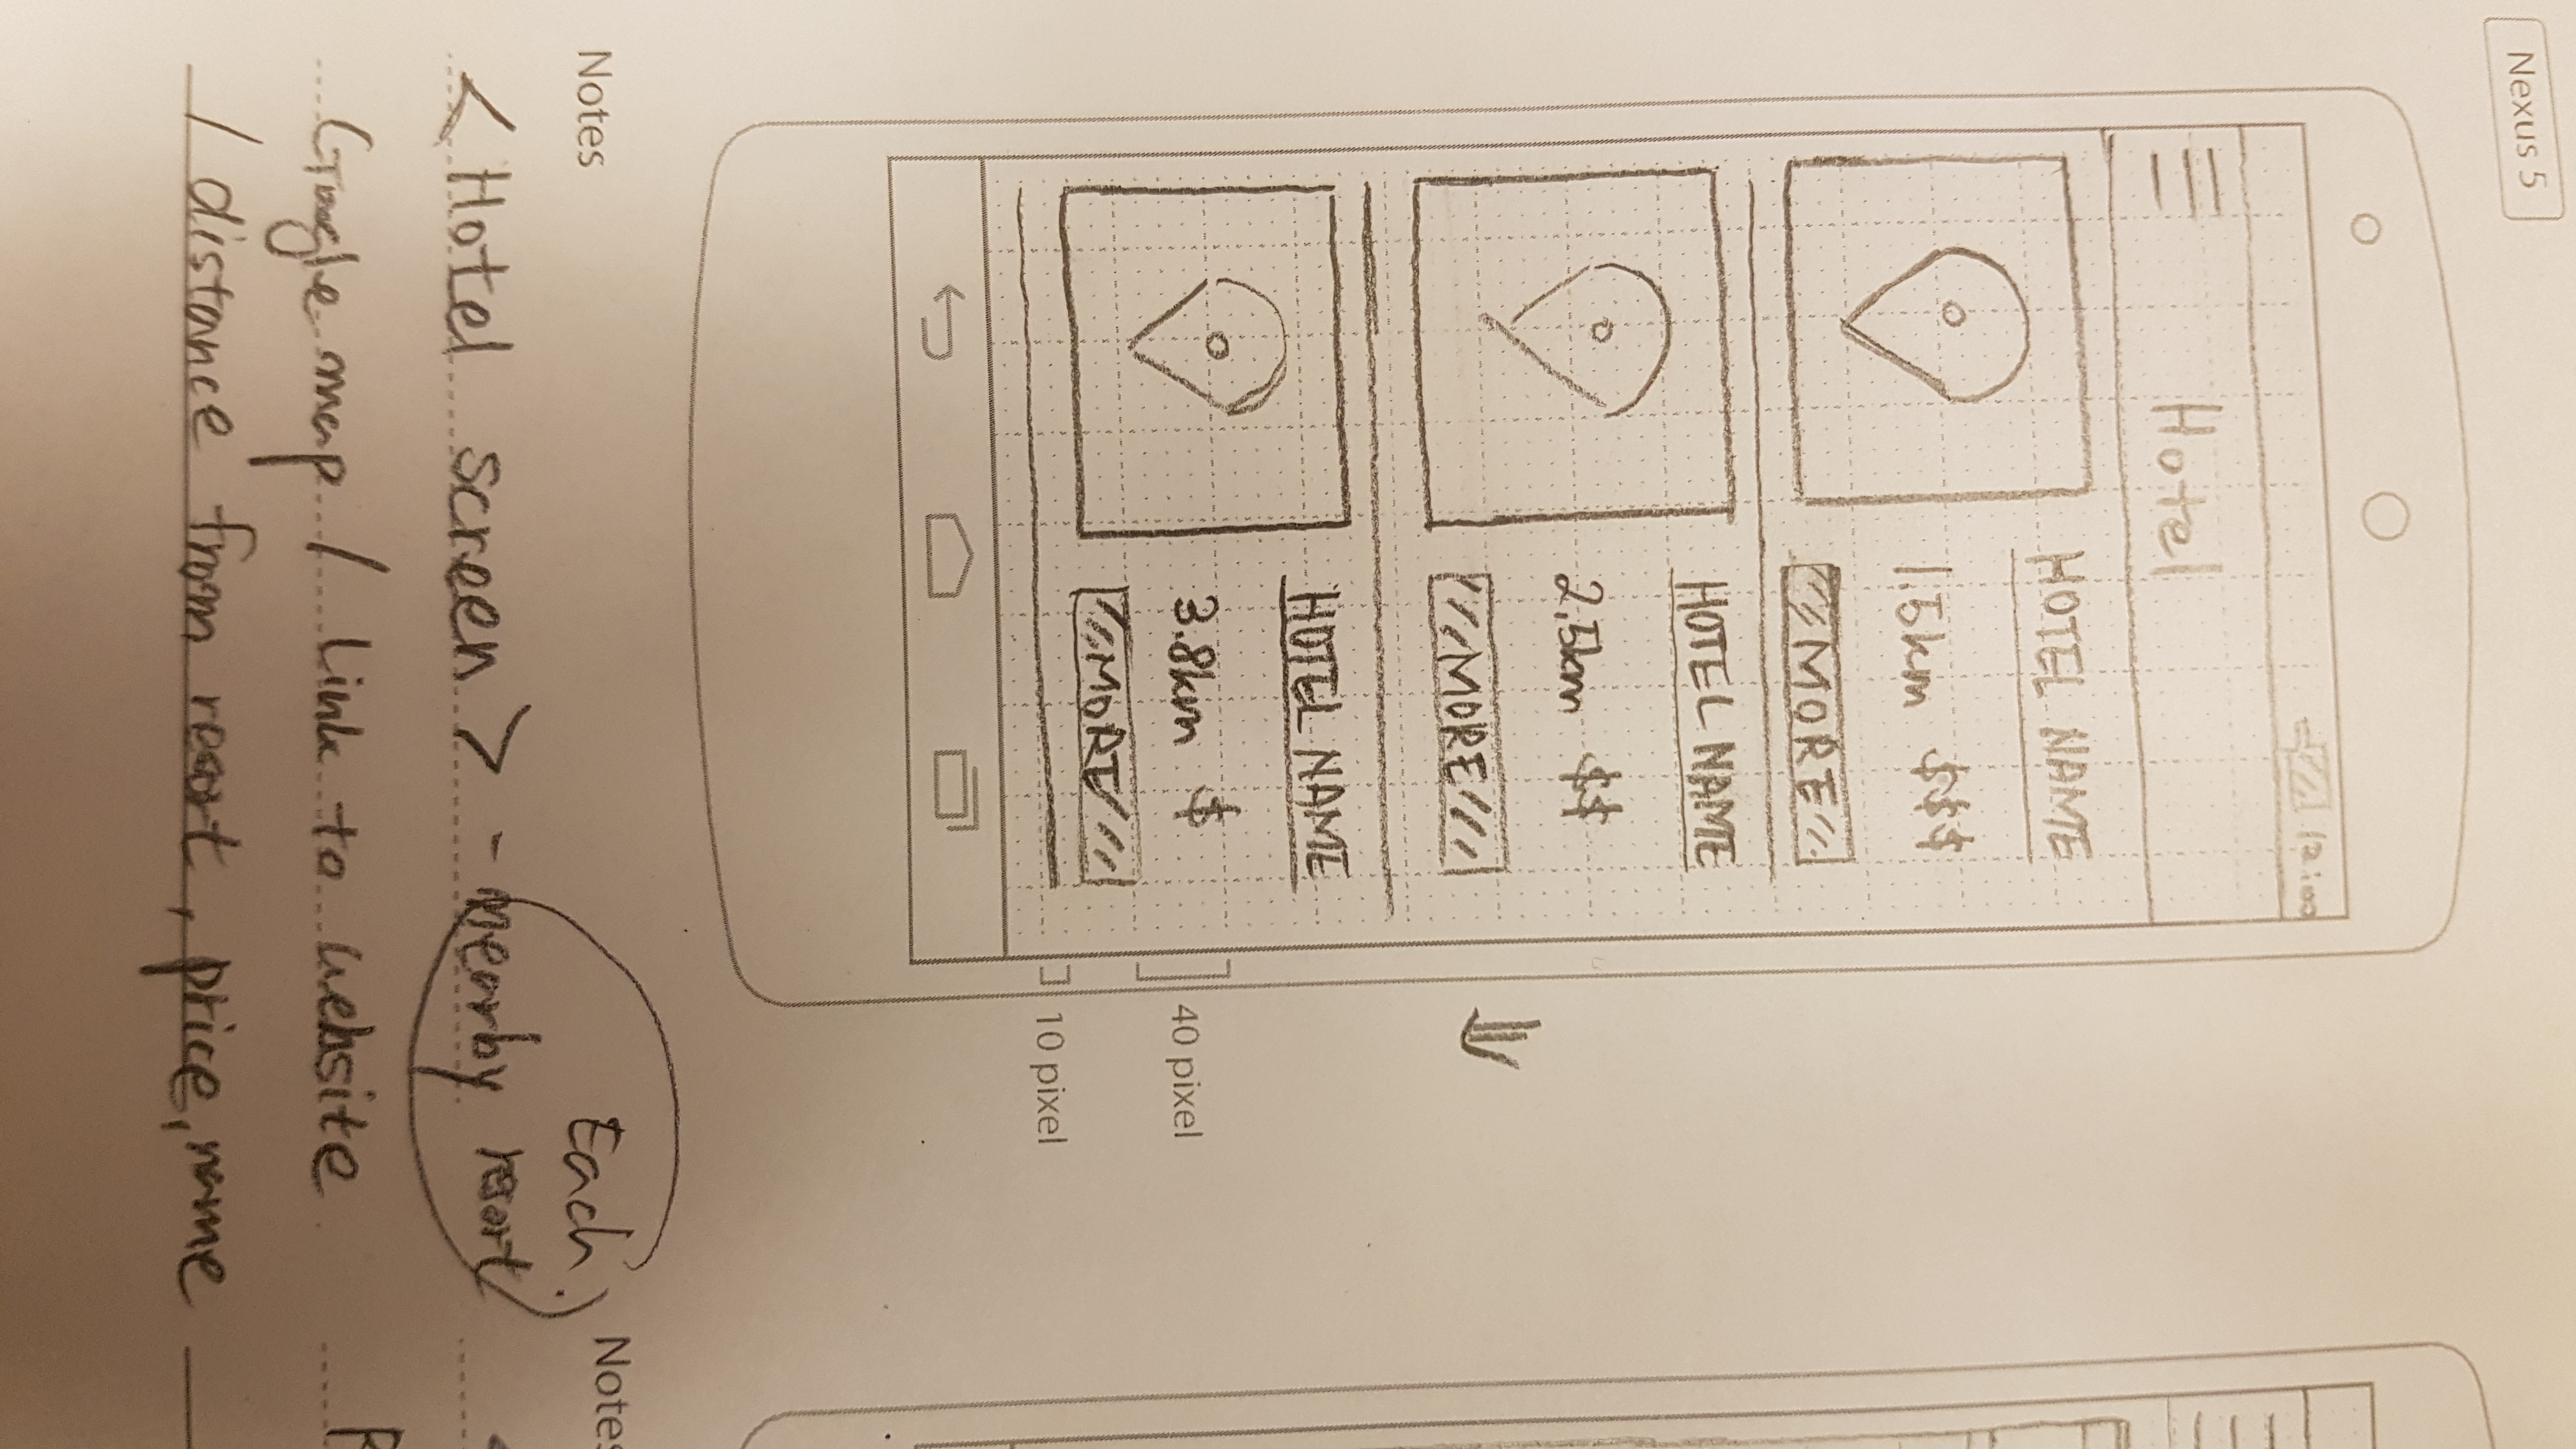 Nexus 5
12:00
Hotel
HOTEL NAME
1.5km $$$
MORE
HOTEL NAME
2.5km $$
MORE
HOTEL NAME
3.8km $
MORE
40 pixel
10 pixel
Notes
Each.
<Hotel screen> - nearby resort
Google map / Link to website
/ distance from resort, price, name
Notes